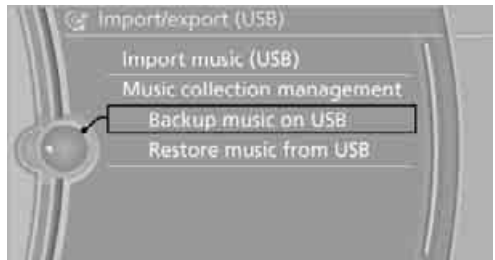 Import/export (USB)
Import music (USB)
Music collection management
Backup music on USB
Restore music from USB